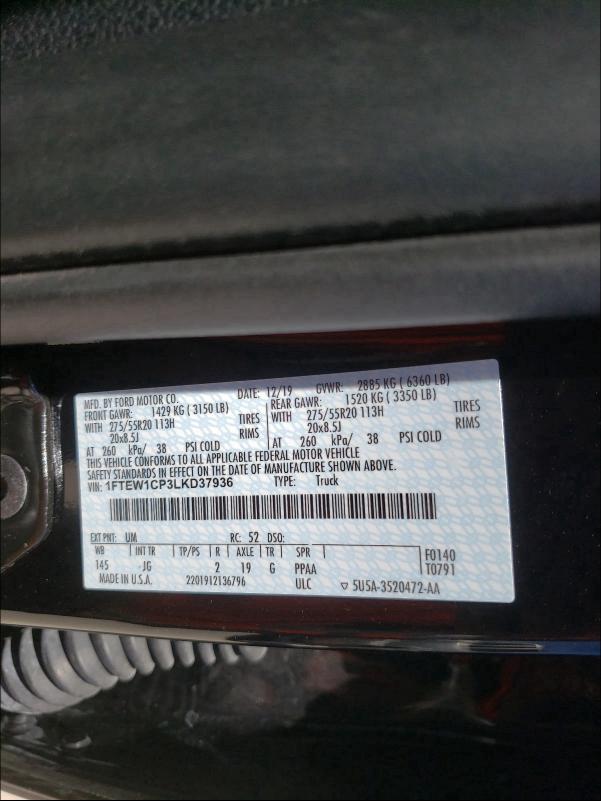 MFD. BY FORD MOTOR CO. DATE: 12/19 GVWR: 2885 KG ( 6360 LB)
FRONT GAWR: 1429 KG ( 3150 LB) REAR GAWR: 1520 KG ( 3350 LB)
WITH 275/55R20 113H TIRES WITH 275/55R20 113H TIRES
20x8.5J RIMS 20x8.5J RIMS
AT 260 kPa/ 38 PSI COLD AT 260 kPa/ 38 PSI COLD
THIS VEHICLE CONFORMS TO ALL APPLICABLE FEDERAL MOTOR VEHICLE
SAFETY STANDARDS IN EFFECT ON THE DATE OF MANUFACTURE SHOWN ABOVE.
VIN: 1FTEW1CP3LKD37936 TYPE: Truck
EXT PNT: UM RC: 52 DSO:
WB INT TR TP/PS R AXLE TR SPR F0140
145 JG 2 19 G PPAA T0791
MADE IN U.S.A. 2201912136796 ULC ▽ 5U5A-3520472-AA